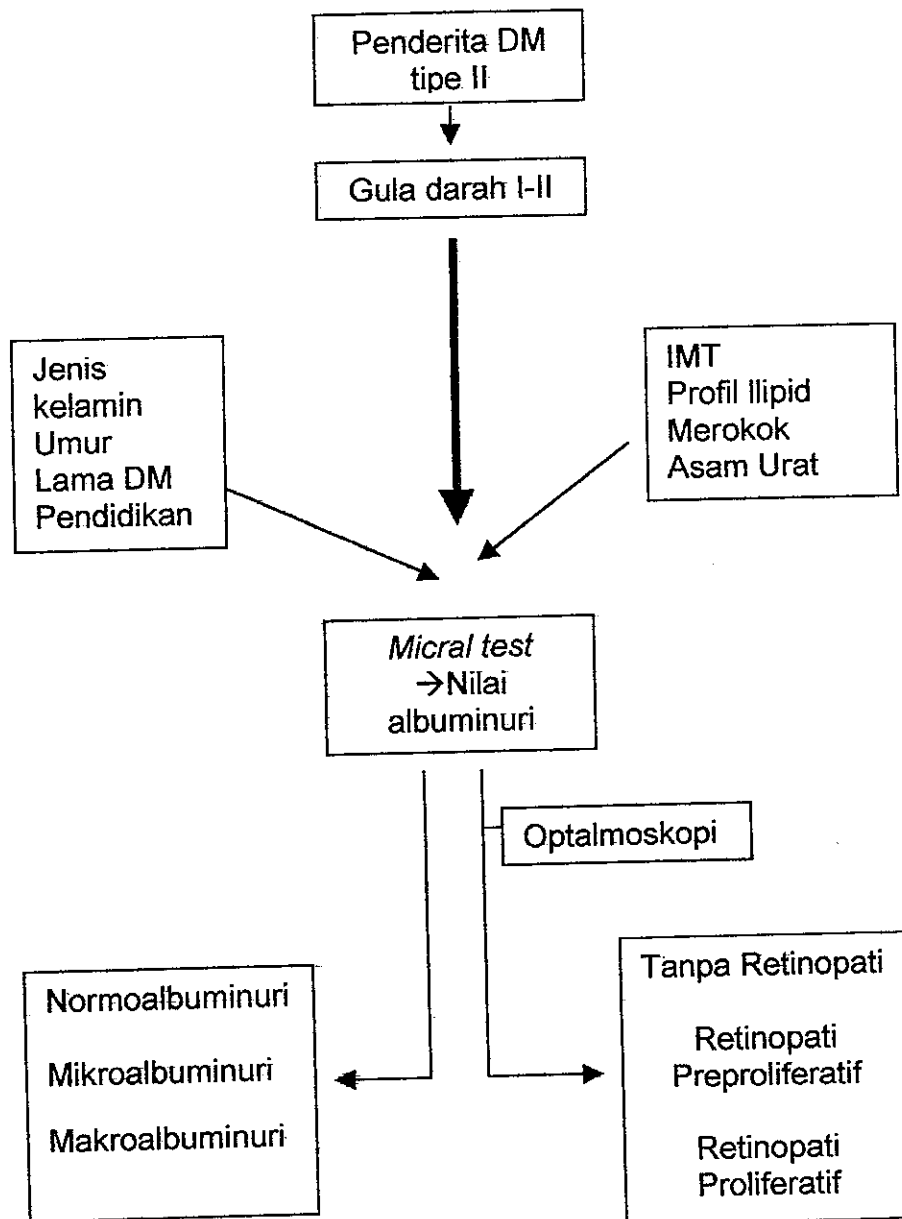 Penderita DM
tipe II
Gula darah I-II
Jenis
kelamin
Umur
Lama DM
Pendidikan
IMT
Profil lipid
Merokok
Asam Urat
Micral test
→Nilai
albuminuri
Optalmoskopi
Normoalbuminuri
Mikroalbuminuri
Makroalbuminuri
Tanpa Retinopati
Retinopati
Preproliferatif
Retinopati
Proliferatif